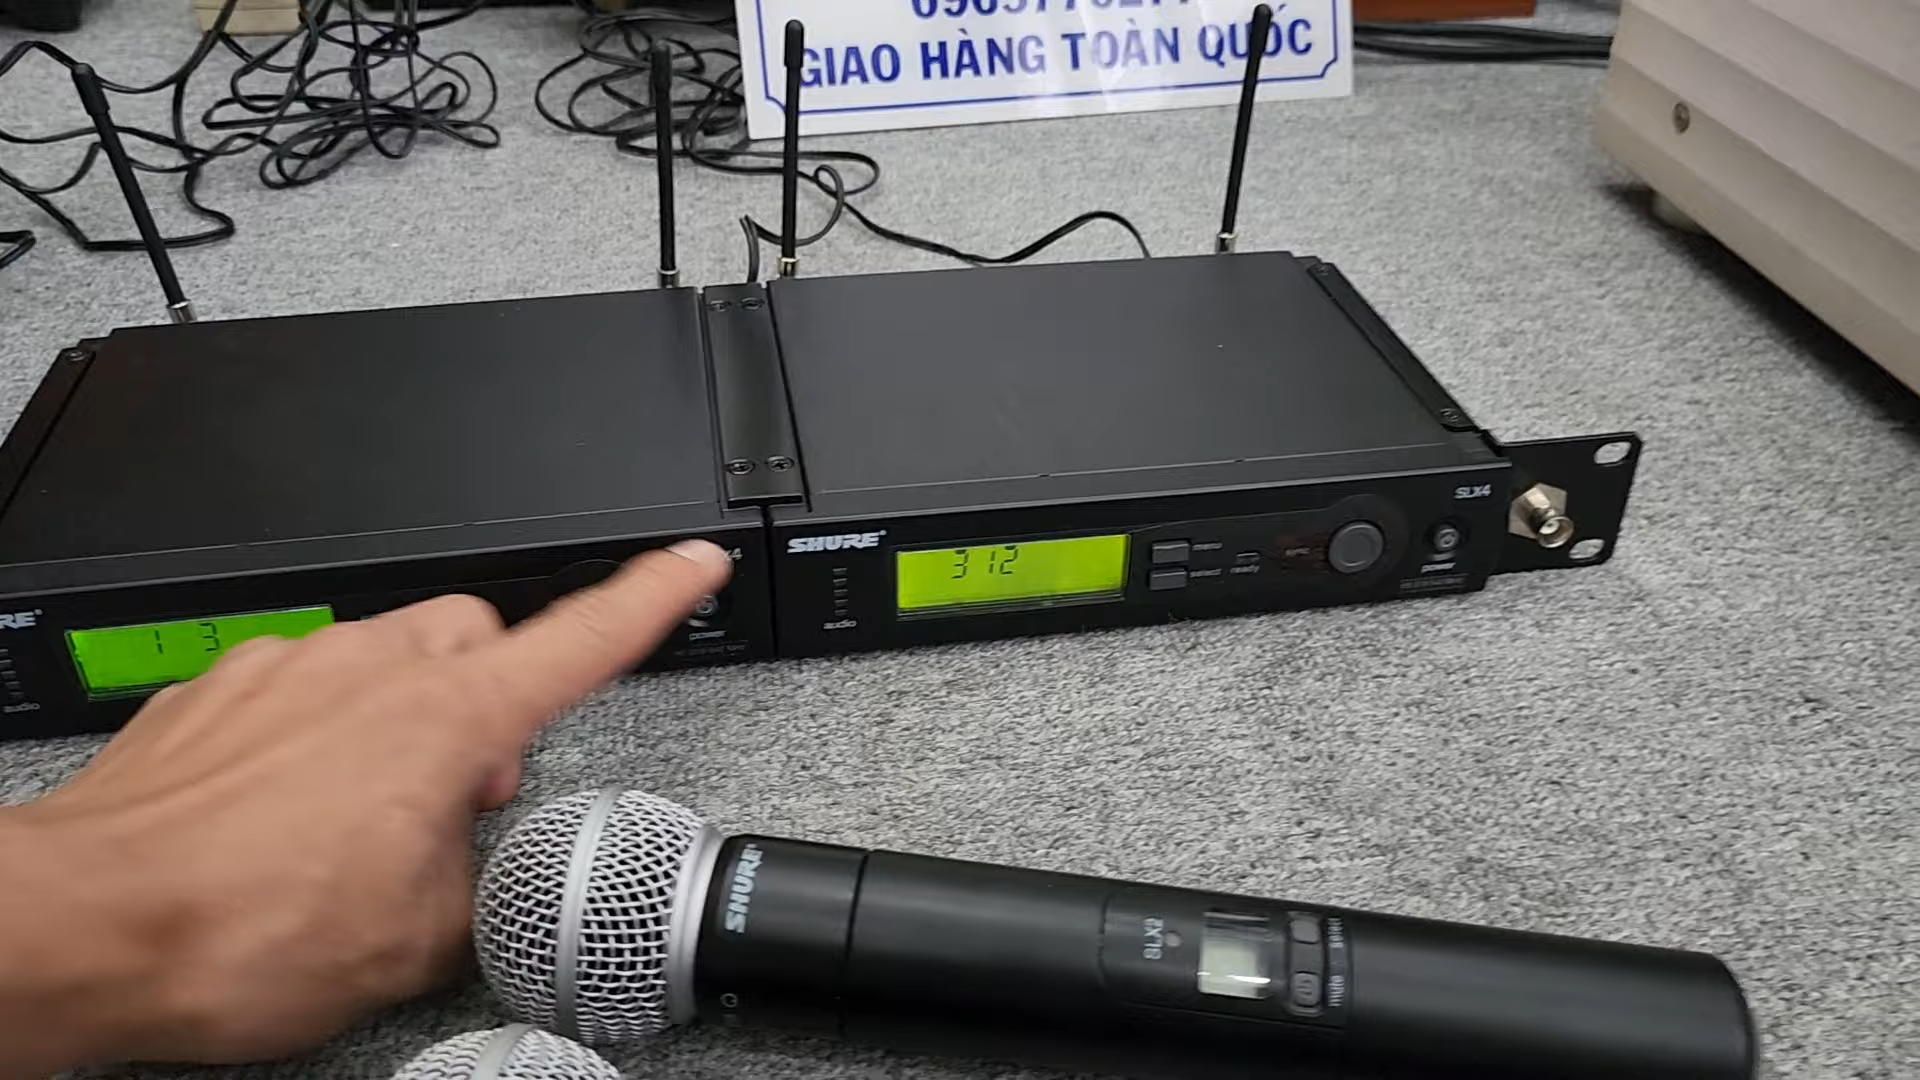 GIAO HÀNG TOÀN QUỐC
SLX4
SHURE
312
menu
select
ready
sync
power
audio
1 3
power
audio
SHURE
SLX2
select
mute